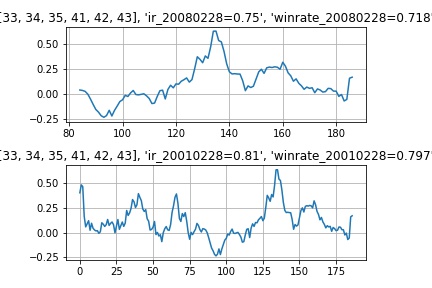 [33, 34, 35, 41, 42, 43], 'ir_20080228=0.75', 'winrate_20080228=0.718'
0.50
0.25
0.00
−0.25
80 100 120 140 160 180
[33, 34, 35, 41, 42, 43], 'ir_20010228=0.81', 'winrate_20010228=0.797'
0.50
0.25
0.00
−0.25
0 25 50 75 100 125 150 175